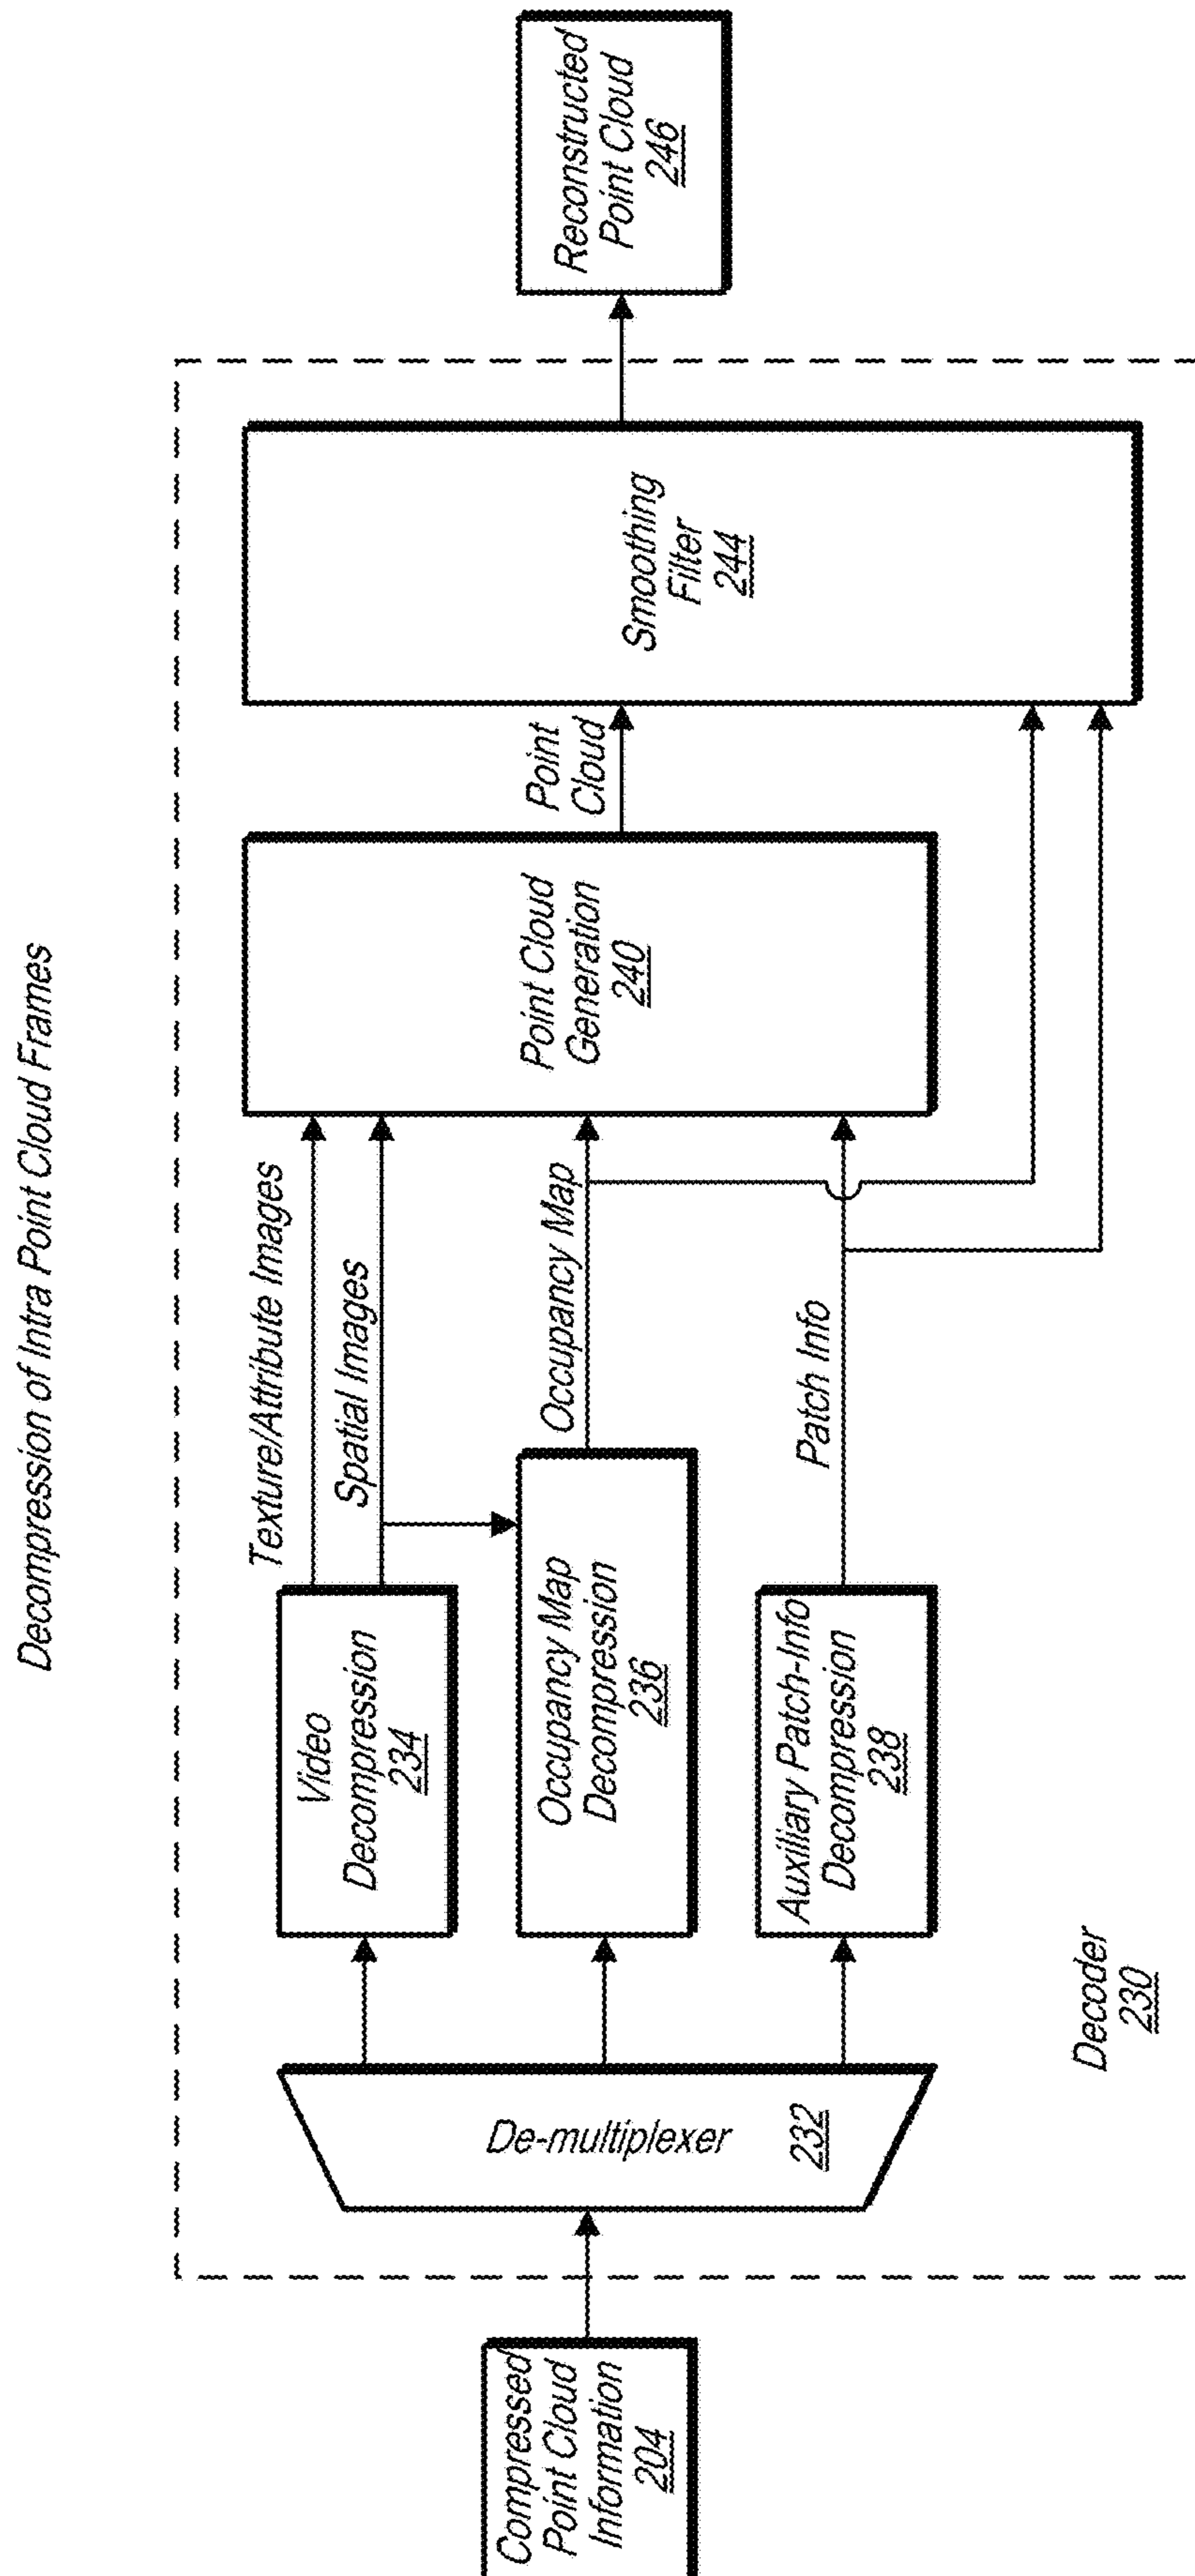 Decompression of Intra Point Cloud Frames
Compressed
Point Cloud
Information
204
De-multiplexer
232
Video
Decompression
234
Occupancy Map
Decompression
236
Auxiliary Patch-Info
Decompression
238
Texture/Attribute Images
Spatial Images
Occupancy Map
Patch Info
Point Cloud
Generation
240
Point
Cloud
Smoothing
Filter
244
Reconstructed
Point Cloud
246
Decoder
230